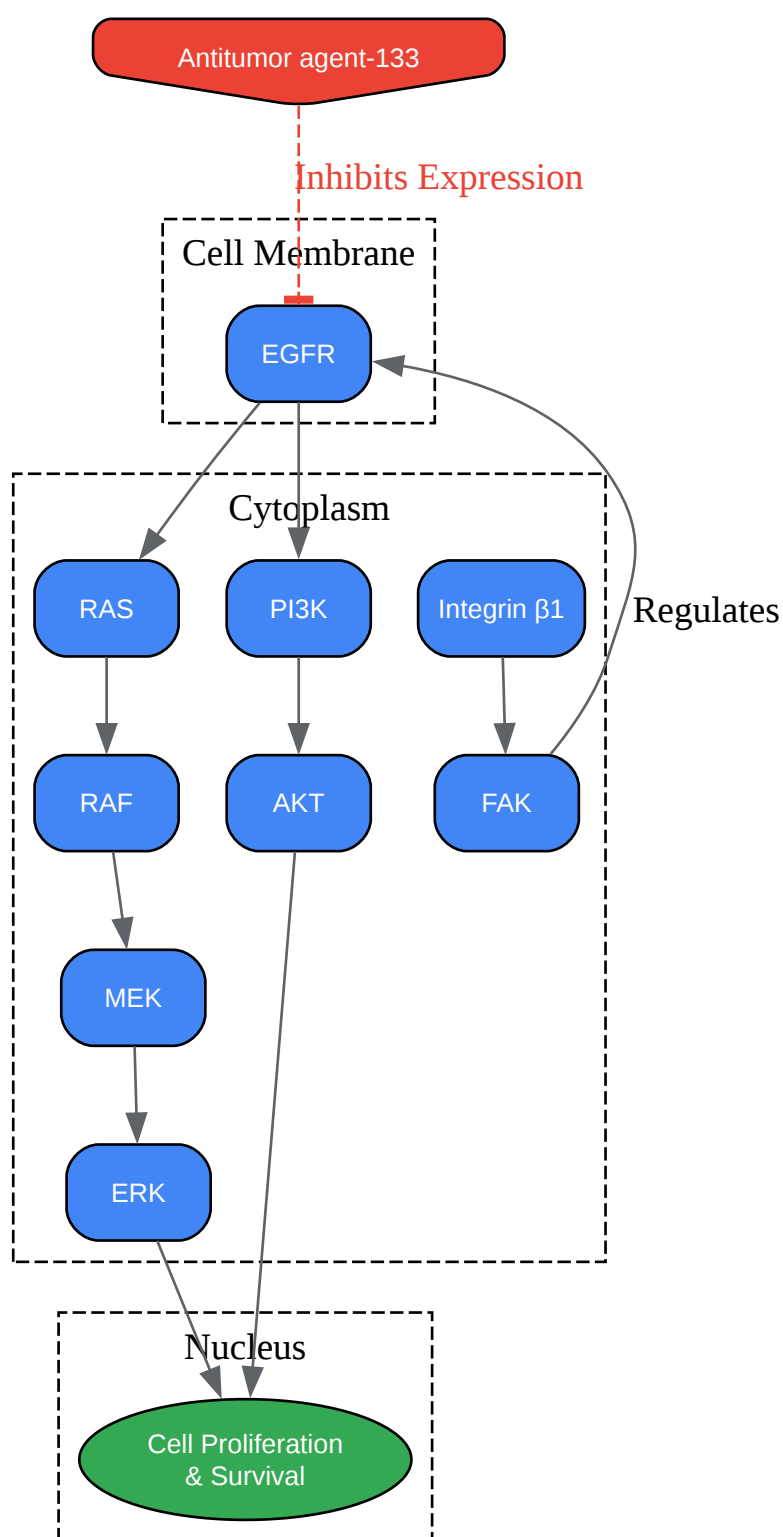 Antitumor agent-133
Inhibits Expression
Cell Membrane
EGFR
Cytoplasm
RAS
PI3K
Integrin β1
Regulates
RAF
AKT
FAK
MEK
ERK
Nucleus
Cell Proliferation
& Survival